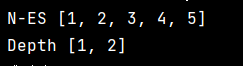 N-ES [1, 2, 3, 4, 5]
Depth [1, 2]